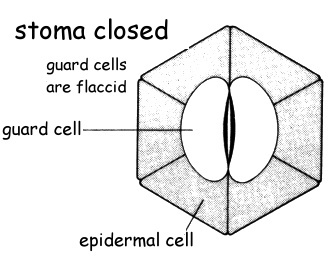 stoma closed
guard cells
are flaccid
guard cell
epidermal cell